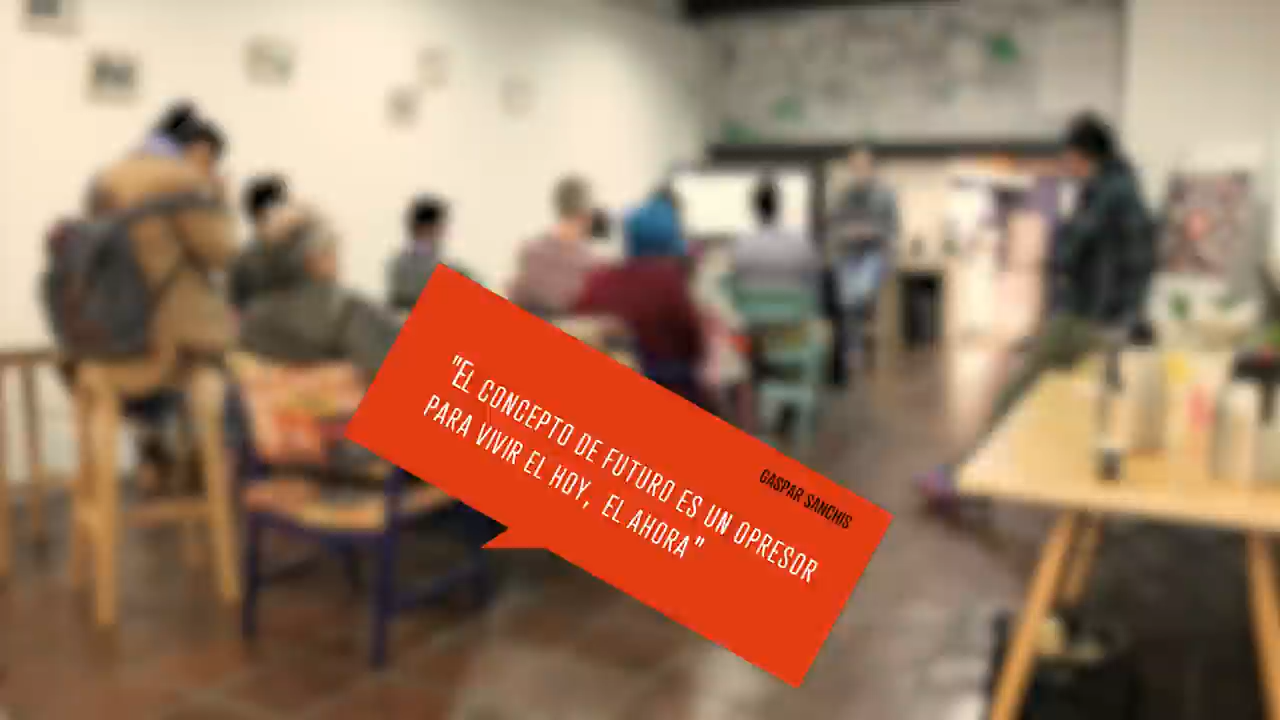 GASPAR SANCHIS
"EL CONCEPTO DE FUTURO ES UN OPRESOR
PARA VIVIR EL HOY, EL AHORA"